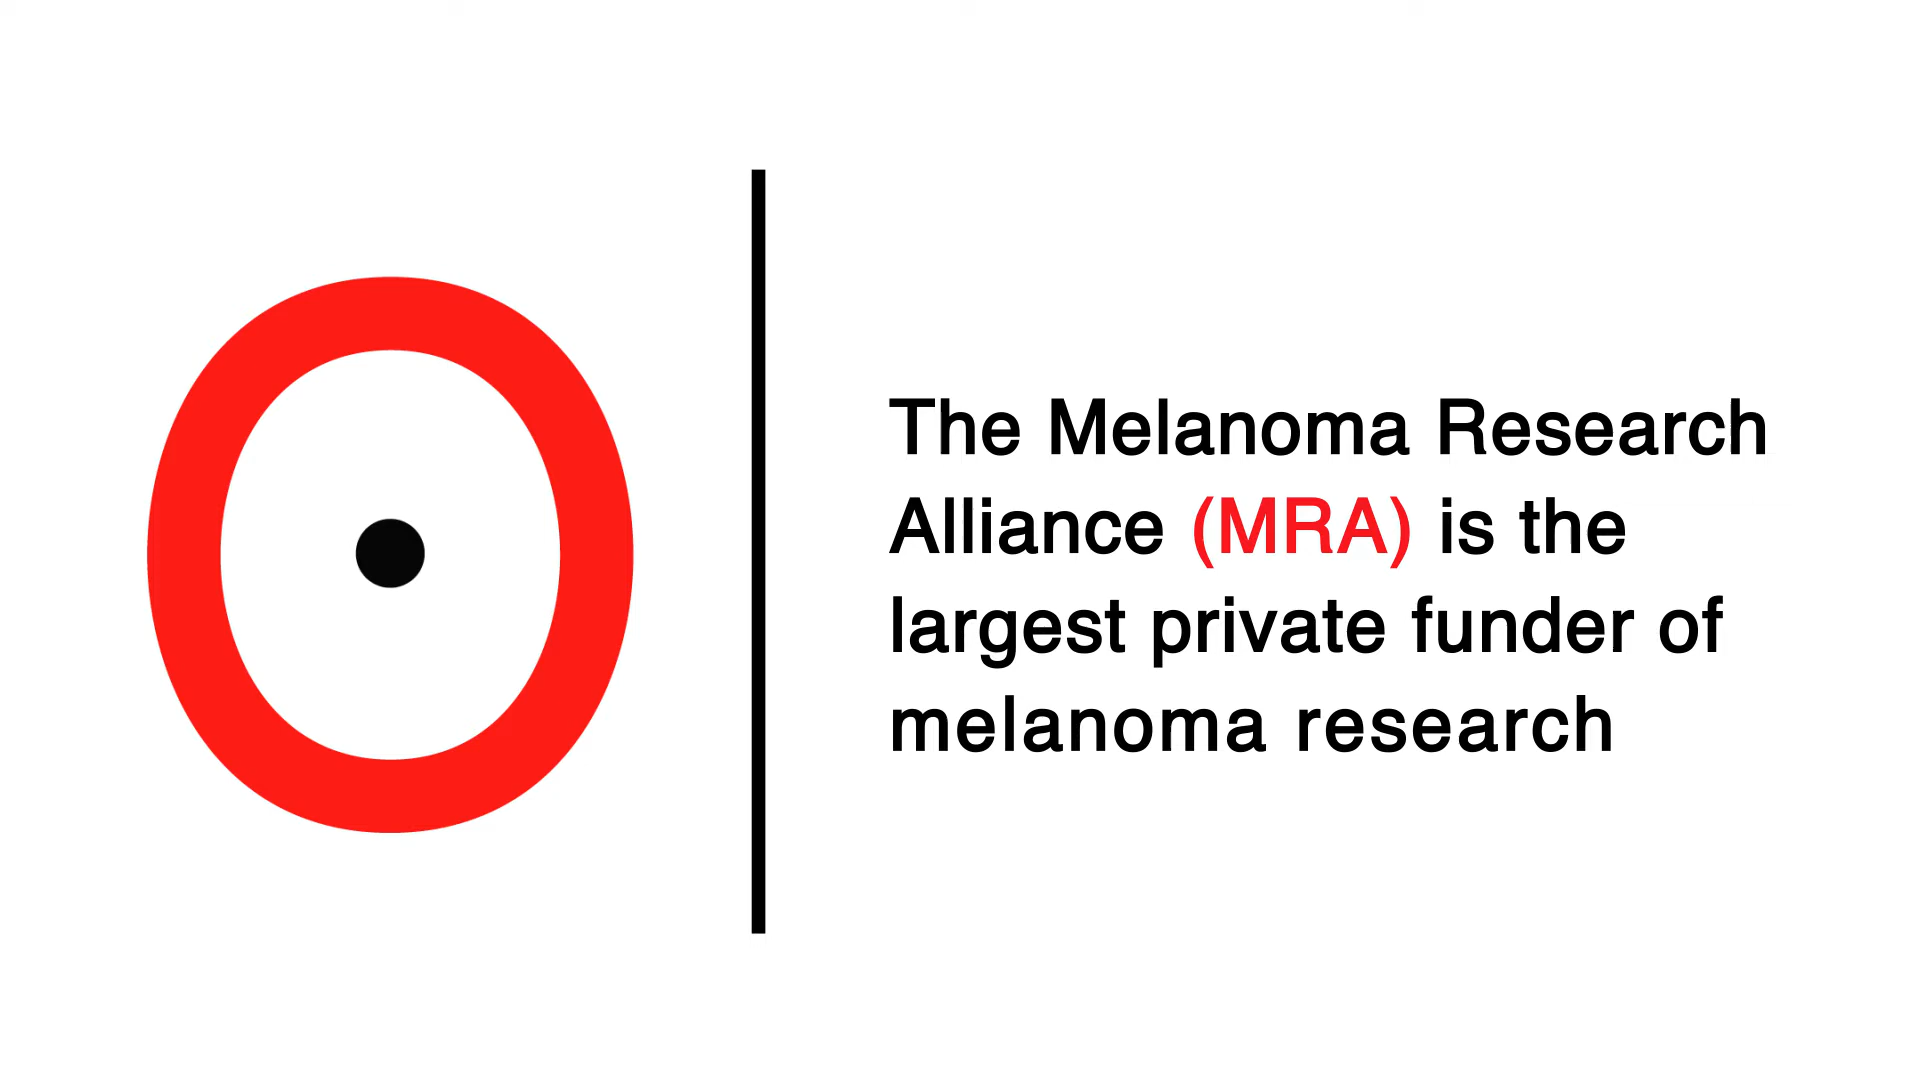 The Melanoma Research
Alliance (MRA) is the
largest private funder of
melanoma research